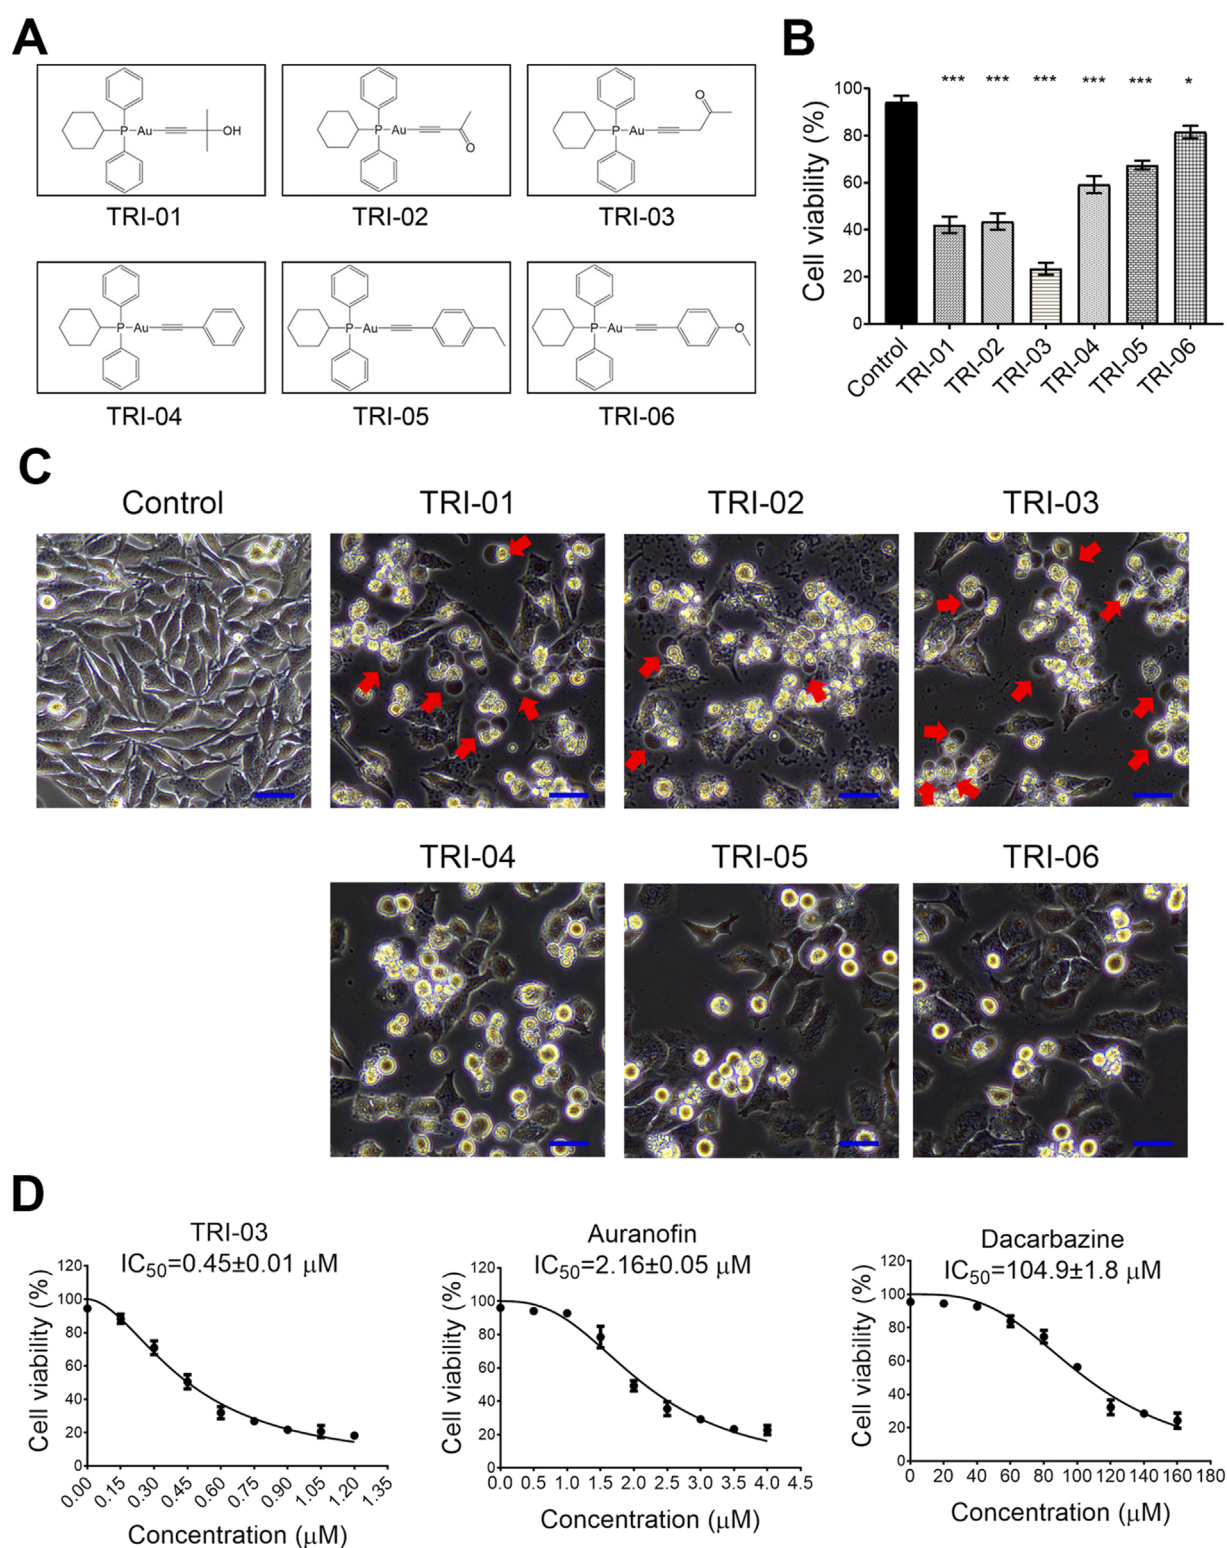 A
P Au OH
TRI-01
P Au O
TRI-02
P Au O
TRI-03
P Au
TRI-04
P Au
TRI-05
P Au O
TRI-06
B
*** *** *** *** *** *
Cell viability (%)
100
80
60
40
20
0
Control TRI-01 TRI-02 TRI-03 TRI-04 TRI-05 TRI-06
C
Control TRI-01 TRI-02 TRI-03
TRI-04 TRI-05 TRI-06
D
TRI-03
IC50=0.45±0.01 μM
Cell viability (%)
120
100
80
60
40
20
0
0.00 0.15 0.30 0.45 0.60 0.75 0.90 1.05 1.20 1.35
Concentration (μM)
Auranofin
IC50=2.16±0.05 μM
Cell viability (%)
120
100
80
60
40
20
0
0.0 0.5 1.0 1.5 2.0 2.5 3.0 3.5 4.0 4.5
Concentration (μM)
Dacarbazine
IC50=104.9±1.8 μM
Cell viability (%)
120
100
80
60
40
20
0
0 20 40 60 80 100 120 140 160 180
Concentration (μM)